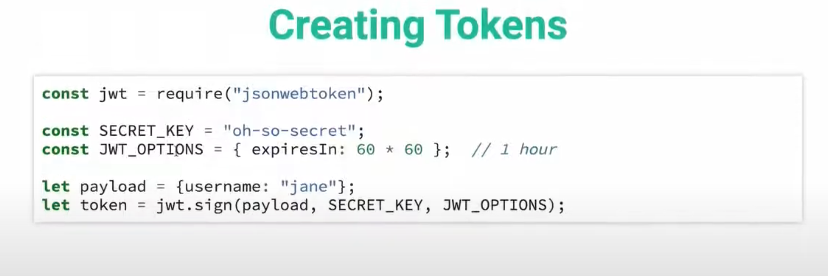 Creating Tokens
const jwt = require("jsonwebtoken");
const SECRET_KEY = "oh-so-secret";
const JWT_OPTIONS = { expiresIn: 60 * 60 };  // 1 hour
let payload = {username: "jane"};
let token = jwt.sign(payload, SECRET_KEY, JWT_OPTIONS);